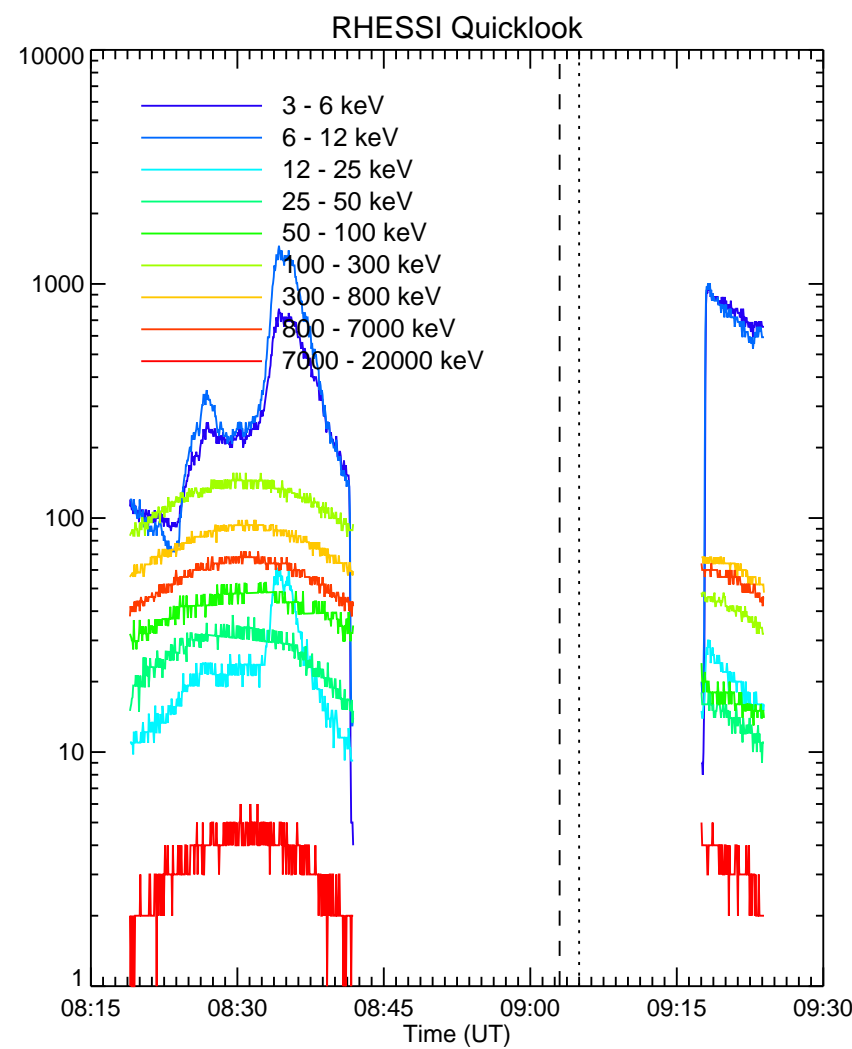 RHESSI Quicklook
10000
3 - 6 keV
6 - 12 keV
12 - 25 keV
25 - 50 keV
50 - 100 keV
100 - 300 keV
1000
300 - 800 keV
800 - 7000 keV
7000 - 20000 keV
100
10
1
08:15 08:30 08:45 09:00 09:15 09:30
Time (UT)